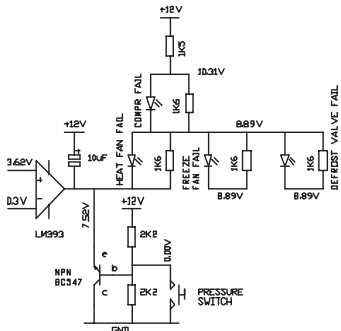 +12V
1K5
10.31V
COMPR FAIL
1K6
8.89V
HEAT FAN FAIL
1K6
FREEZE
FAN FAIL
1K6
8.89V
1K6
8.89V
DEFROST VALVE FAIL
+12V
10uF
+
3.62V
+
0.3V
-
LM393
7.52V
+12V
2K2
0.00V
e
NPN
BC547
b
c
2K2
PRESSURE
SWITCH
GND